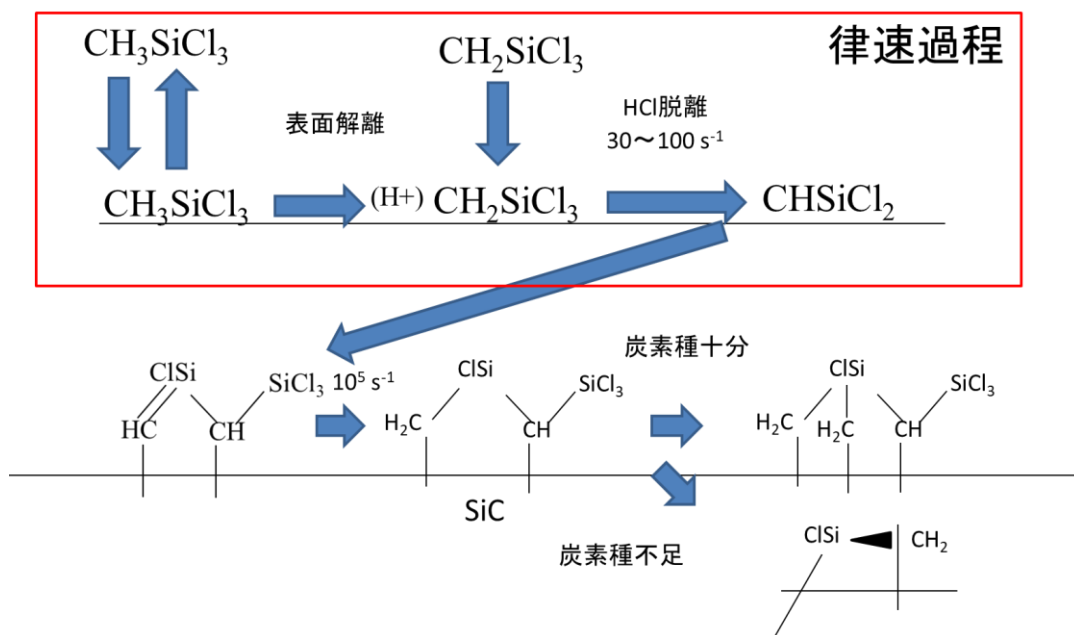 律速過程
CH₃SiCl₃
CH₂SiCl₃
表面解離
HCl脱離
30～100 s⁻¹
CH₃SiCl₃
(H+) CH₂SiCl₃
CHSiCl₂
炭素種十分
ClSi
SiCl₃ 10⁵ s⁻¹
HC
CH
ClSi
SiCl₃
H₂C
CH
ClSi
SiCl₃
H₂C
H₂C
CH
SiC
炭素種不足
ClSi
CH₂